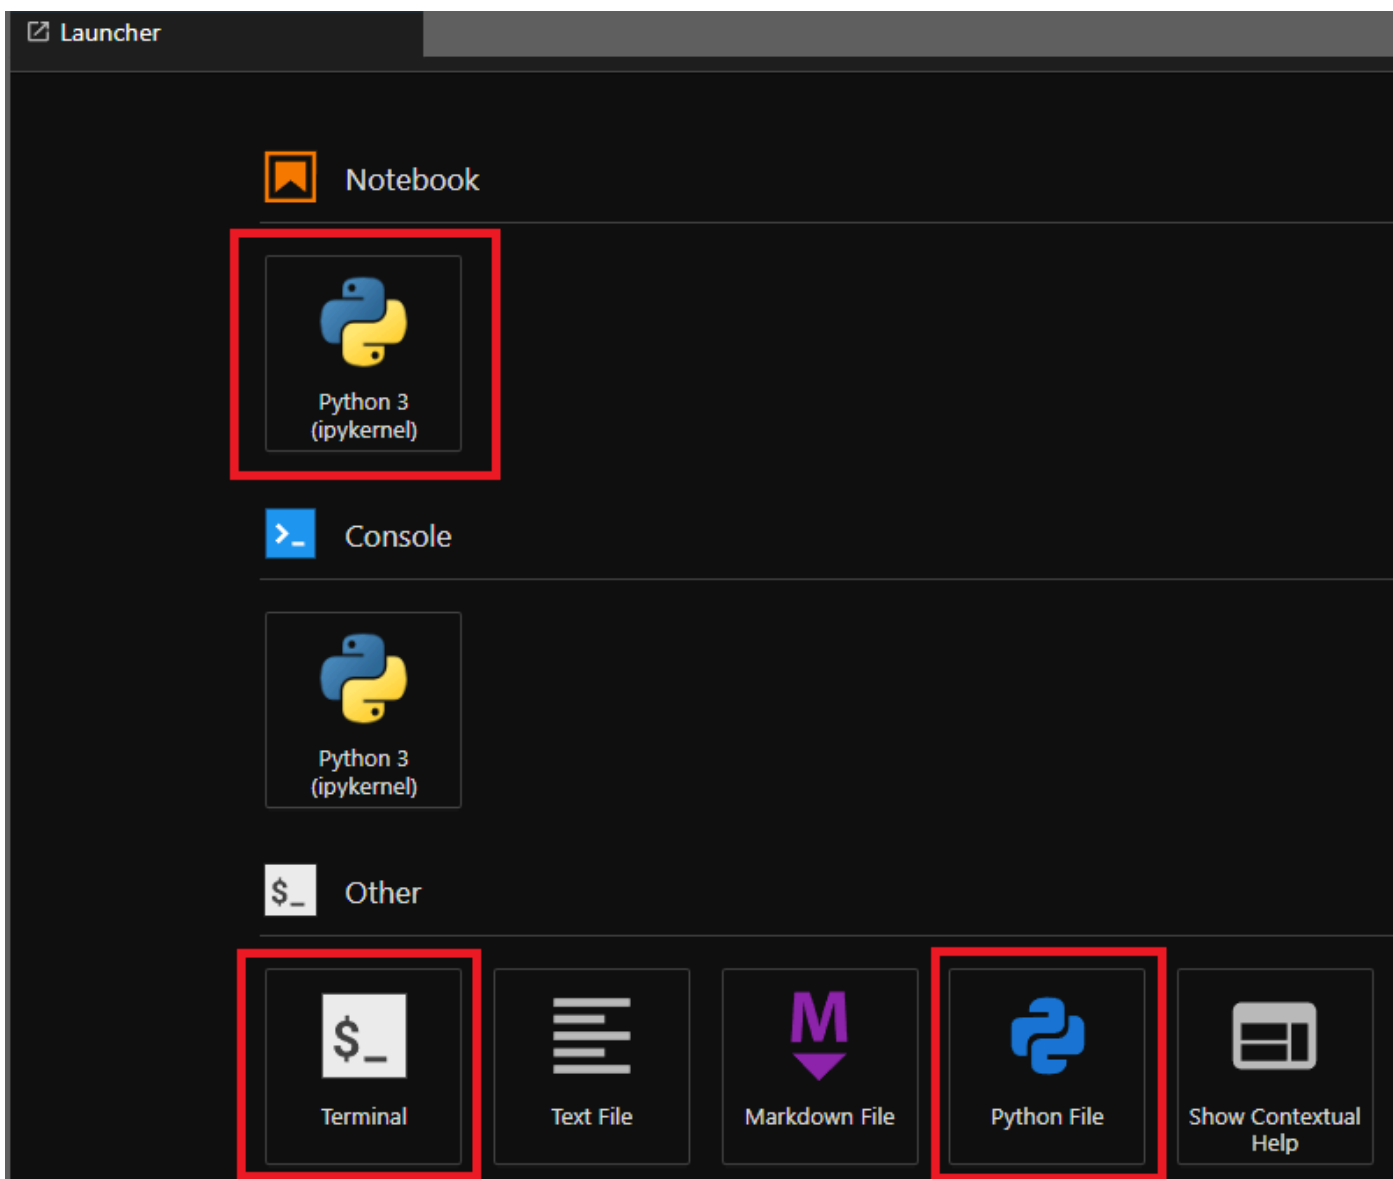 Launcher
Notebook
Python 3
(ipykernel)
>_
Console
Python 3
(ipykernel)
$_
Other
$_
Terminal
Text File
M
Markdown File
Python File
Show Contextual
Help